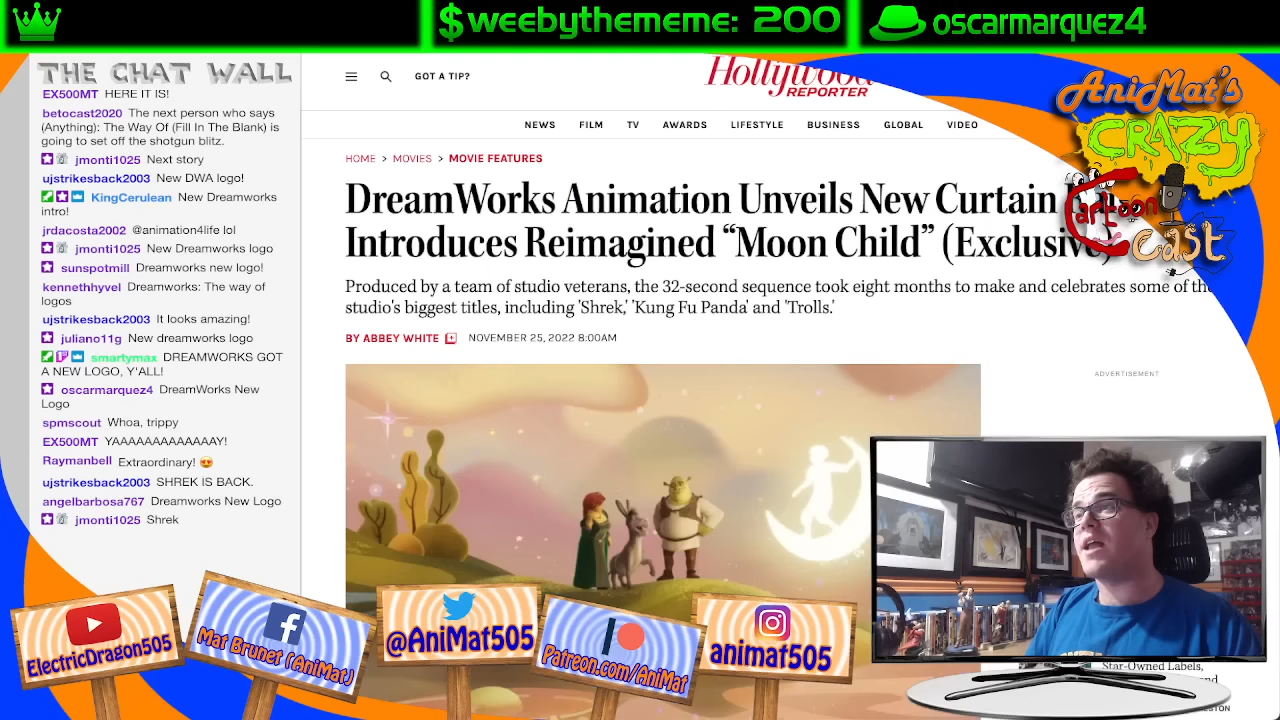 $weebythememe: 200
oscarmarquez4
THE CHAT WALL
EX500MT HERE IT IS!
betocast2020 The next person who says
(Anything): The Way Of (Fill In The Blank) is
going to set off the shotgun blitz.
jmonti1025 Next story
ujstrikesback2003 New DWA logo!
KingCerulean New Dreamworks
intro!
jrdacosta2002 @animation4life lol
jmonti1025 New Dreamworks logo
sunspotmill Dreamworks new logo!
kennethhyvel Dreamworks: The way of
logos
ujstrikesback2003 It looks amazing!
juliano11g New dreamworks logo
smartymax DREAMWORKS GOT
A NEW LOGO, Y'ALL!
oscarmarquez4 DreamWorks New
Logo
spmscout Whoa, trippy
EX500MT YAAAAAAAAAAAAY!
Raymanbell Extraordinary! 😍
ujstrikesback2003 SHREK IS BACK.
angelbarbosa767 Dreamworks New Logo
jmonti1025 Shrek
GOT A TIP?
Hollywood
REPORTER
NEWS FILM TV AWARDS LIFESTYLE BUSINESS GLOBAL VIDEO
HOME > MOVIES > MOVIE FEATURES
DreamWorks Animation Unveils New Curtain
Introduces Reimagined “Moon Child” (Exclusive)
Produced by a team of studio veterans, the 32-second sequence took eight months to make and celebrates some of the
studio's biggest titles, including 'Shrek,' 'Kung Fu Panda' and 'Trolls.'
BY ABBEY WHITE NOVEMBER 25, 2022 8:00AM
ADVERTISEMENT
AniMat's
CRAZY
Cartoon
Cast
Star-Owned Labels,
ElectricDragon505
Mat Brunet (AniMat)
@AniMat505
Patreon.com/AniMat
animat505